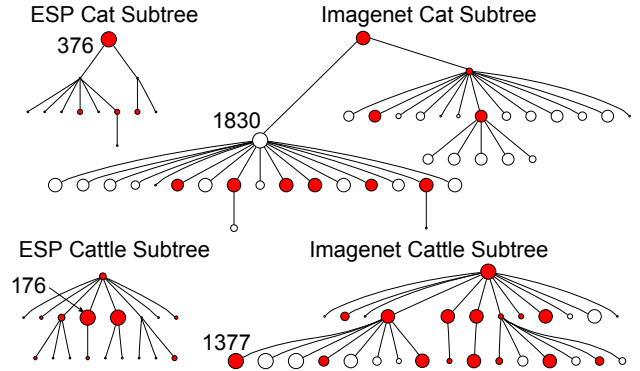 ESP Cat Subtree
Imagenet Cat Subtree
376
1830
ESP Cattle Subtree
Imagenet Cattle Subtree
176
1377